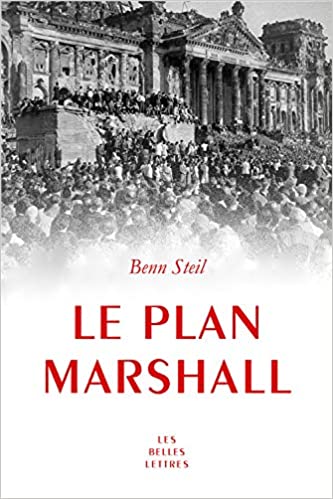 Benn Steil
LE PLAN
MARSHALL
LES
BELLES
LETTRES